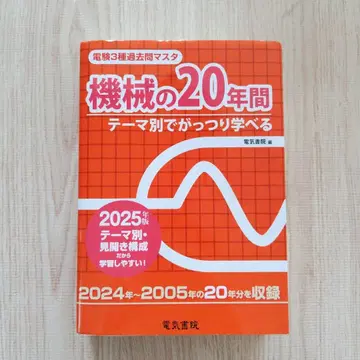 電験3種過去問マスタ
機械の20年間
テーマ別でがっつり学べる
電気書院 編
2025年版
テーマ別・
見開き構成
だから
学習しやすい!
2024年~2005年の20年分を収録
電気書院